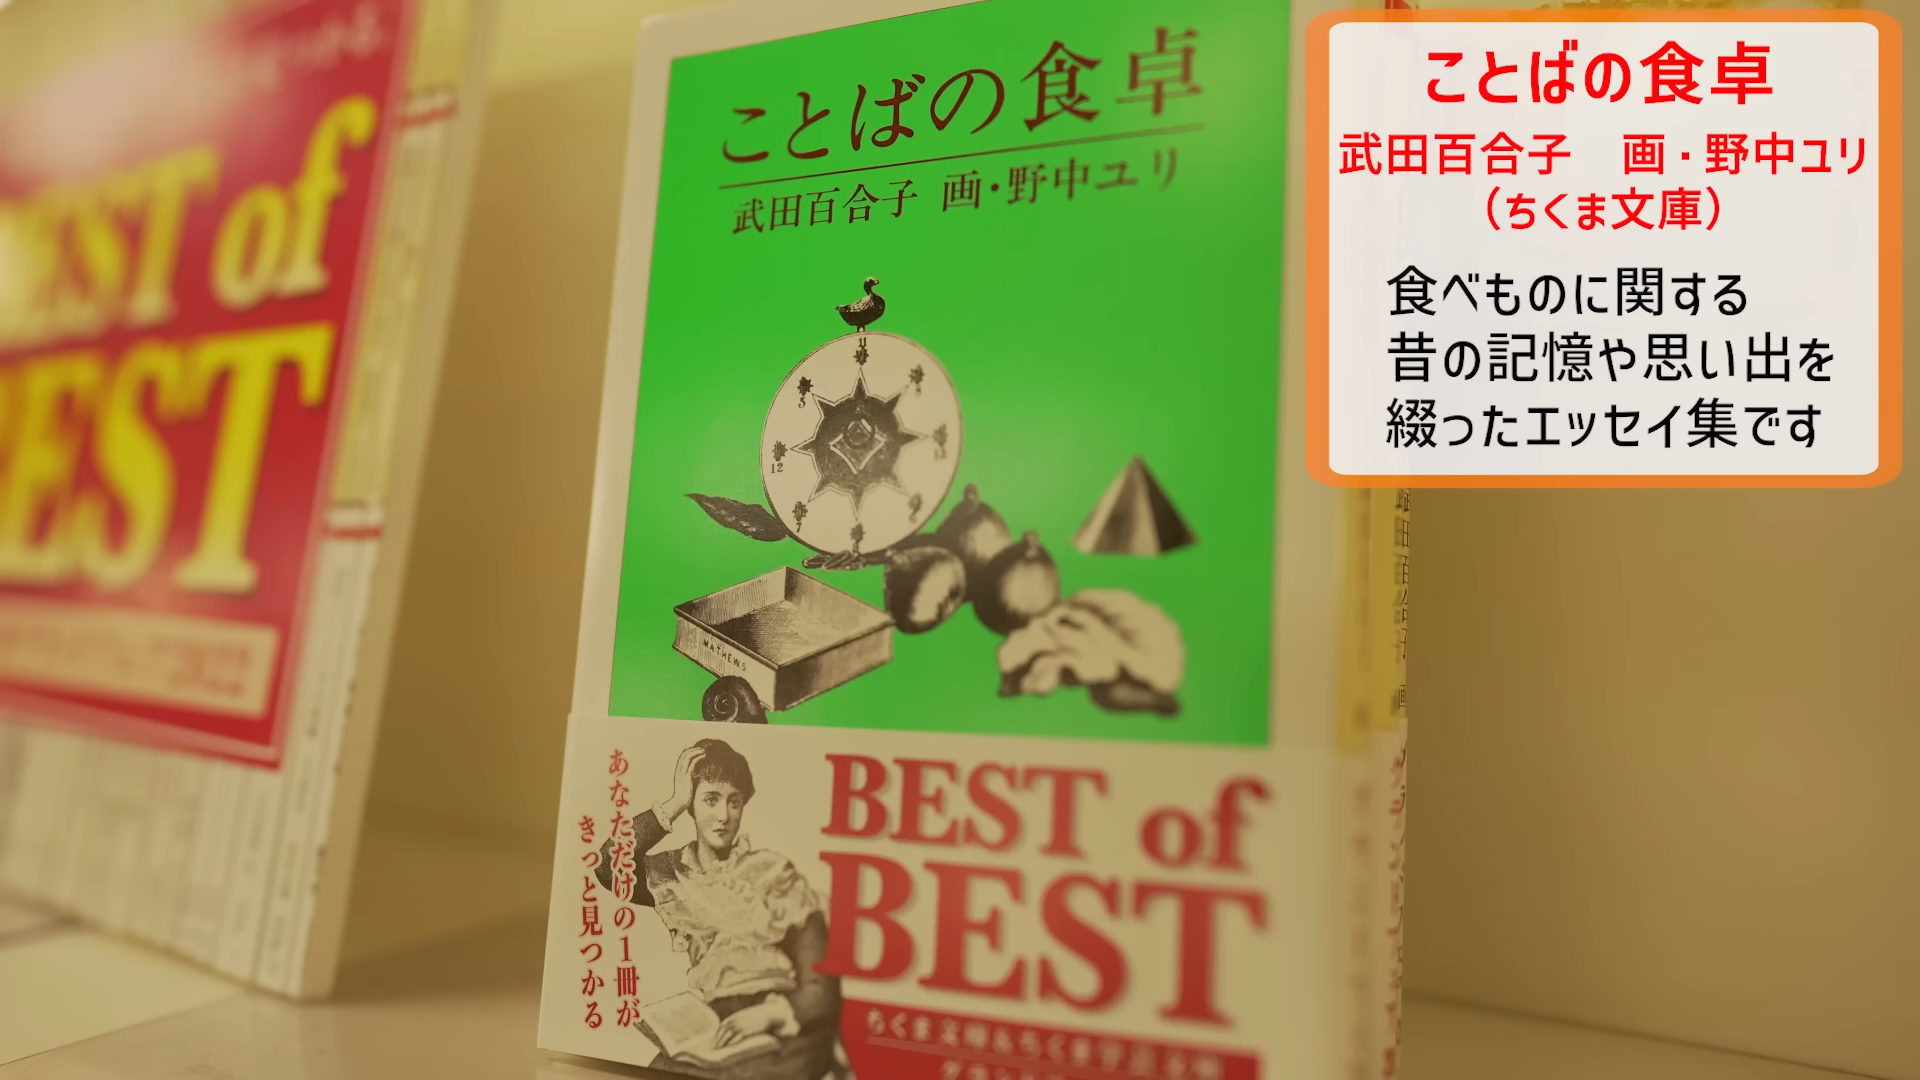 ことばの食卓
武田百合子 画・野中ユリ
MATHEWS
あなただけの1冊が
きっと見つかる
BEST of
BEST
BEST of
BEST
ことばの食卓
武田百合子　画・野中ユリ
（ちくま文庫）
食べものに関する
昔の記憶や思い出を
綴ったエッセイ集です